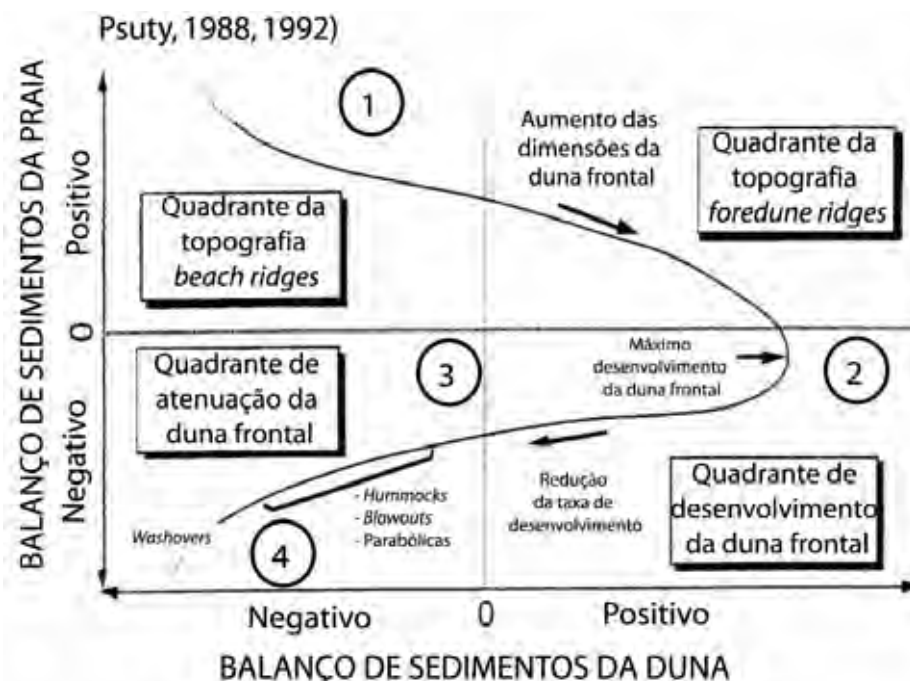 Psuty, 1988, 1992)
BALANÇO DE SEDIMENTOS DA PRAIA
Positivo
0
Negativo
1
Aumento das
dimensões da
duna frontal
Quadrante da
topografia
foredune ridges
Quadrante da
topografia
beach ridges
Quadrante de
atenuação da
duna frontal
3
Máximo
desenvolvimento
da duna frontal
2
- Hummocks
- Blowouts
- Parabólicas
Washovers
4
Redução
da taxa de
desenvolvimento
Quadrante de
desenvolvimento
da duna frontal
Negativo
0
Positivo
BALANÇO DE SEDIMENTOS DA DUNA